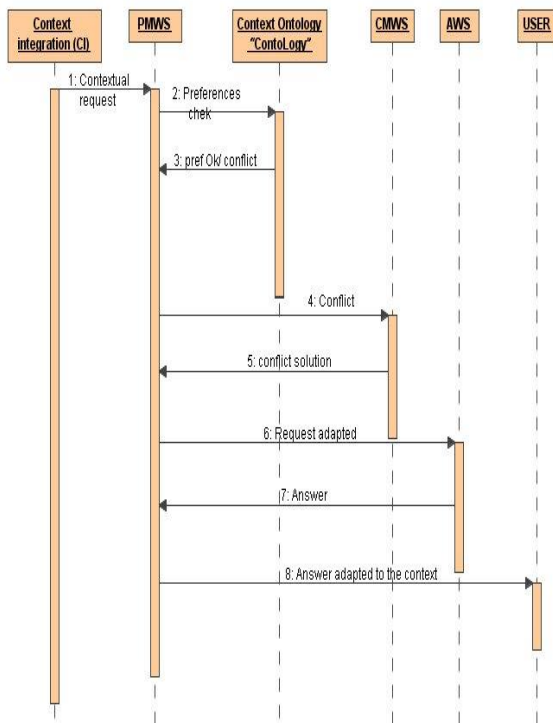 Context
integration (CI)
PMWS
Context Ontology
"ContoLogy"
CMWS
AWS
USER
1: Contextual
request
2: Preferences
chek
3: pref Ok/ conflict
4: Conflict
5: conflict solution
6: Request adapted
7: Answer
8: Answer adapted to the context